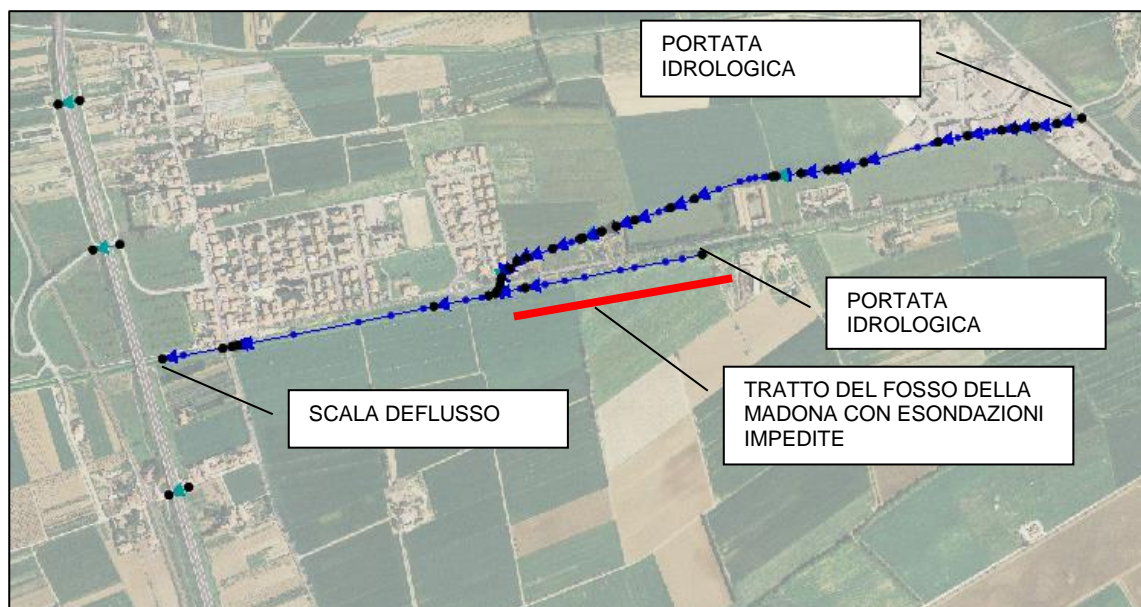 PORTATA
IDROLOGICA
PORTATA
IDROLOGICA
SCALA DEFLUSSO
TRATTO DEL FOSSO DELLA
MADONA CON ESONDAZIONI
IMPEDITE